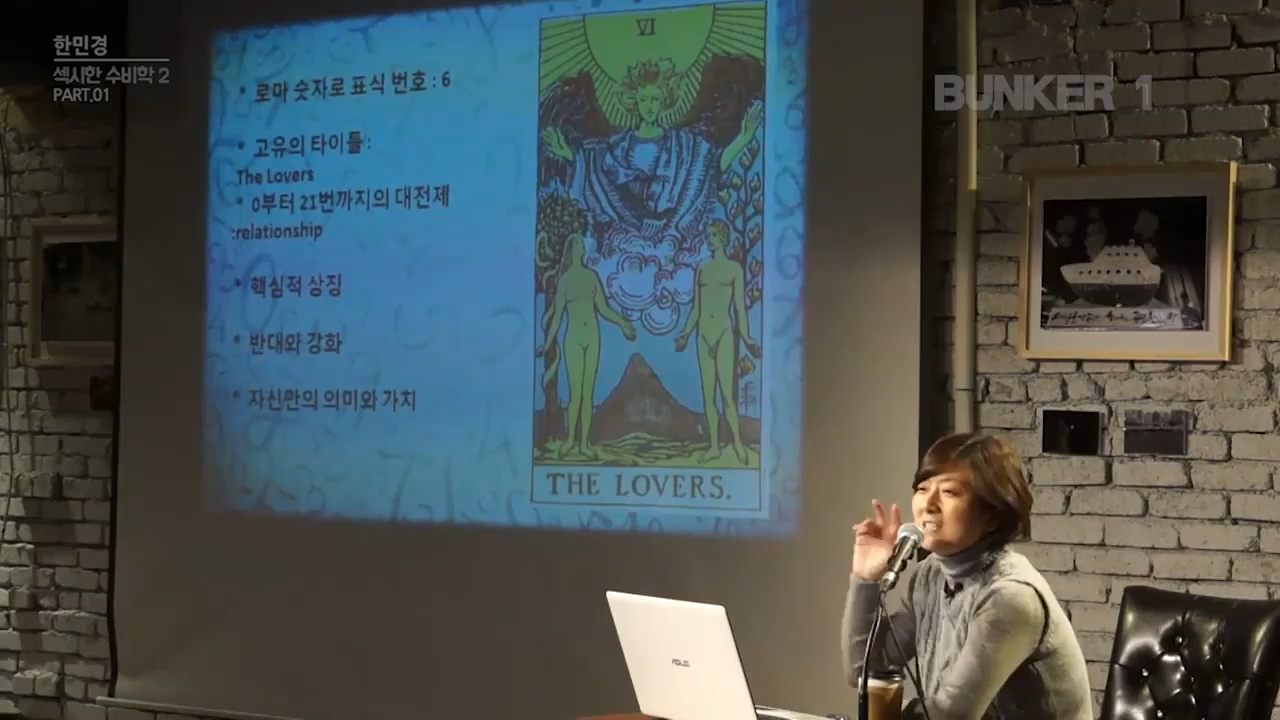 한민경
섹시한 수비학 2
PART.01
BUNKER 1
• 로마 숫자로 표식 번호 : 6
• 고유의 타이틀 :
The Lovers
• 0부터 21번까지의 대전제
:relationship
• 핵심적 상징
• 반대와 강화
• 자신만의 의미와 가치
VI
THE LOVERS.
ASUS